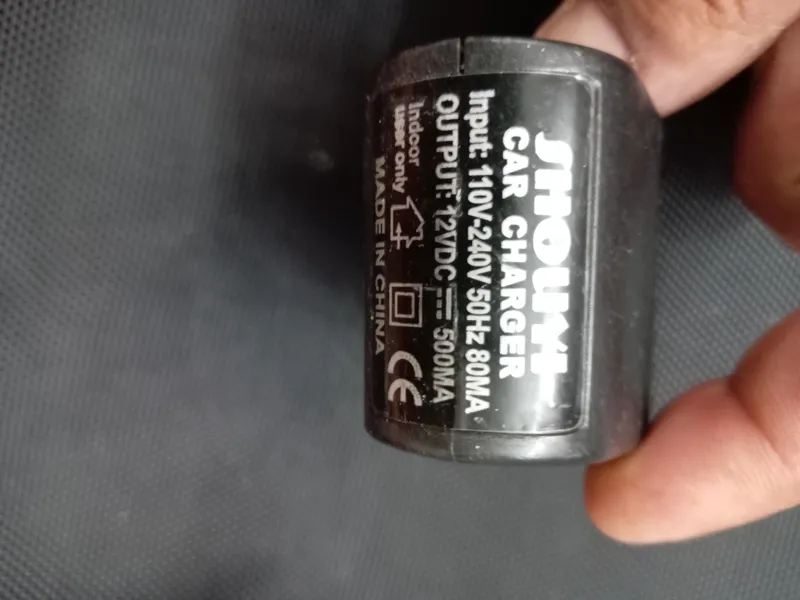 SHOUYI
CAR CHARGER
Input: 110V-240V 50Hz 80MA
OUTPUT: 12VDC ⎓ 500MA
Indoor
user only
CE
MADE IN CHINA